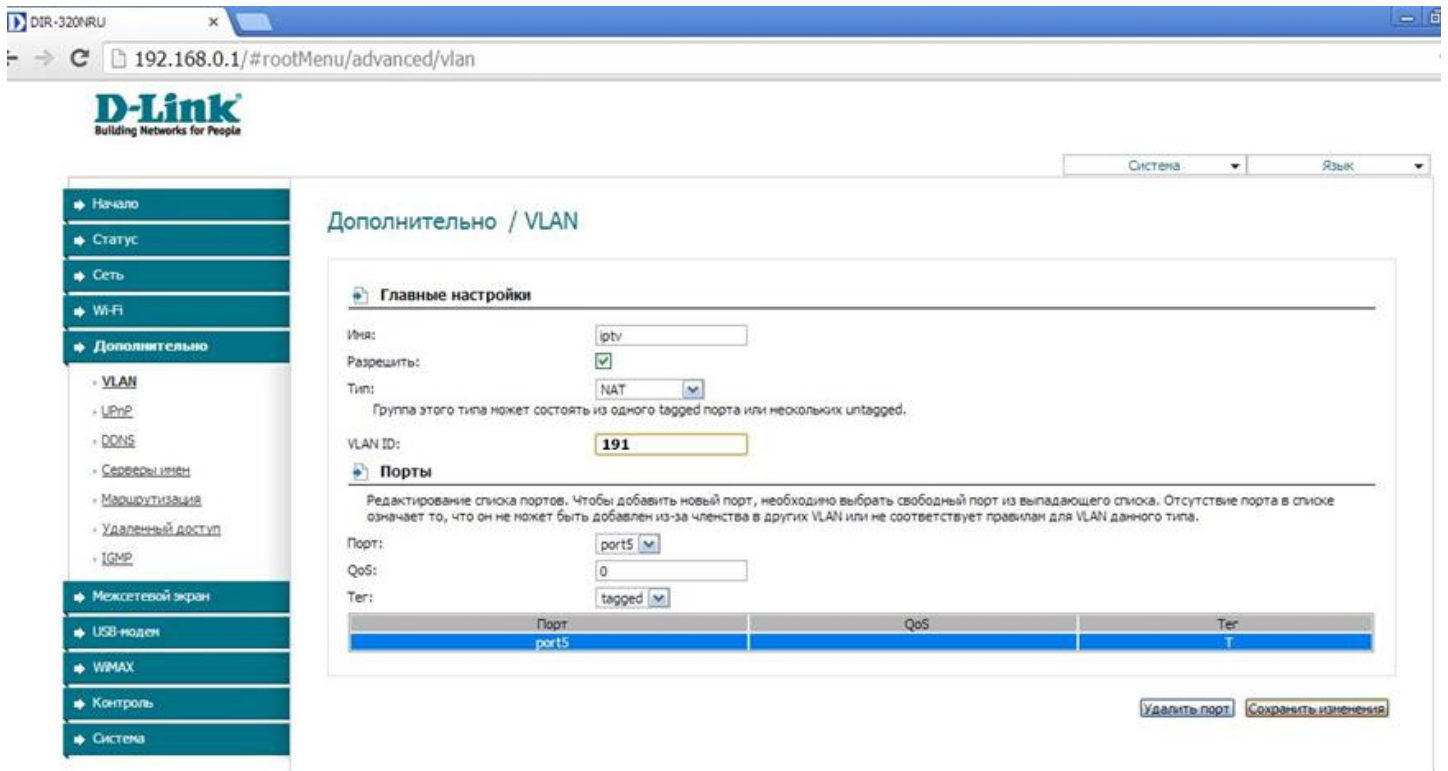 DIR-320NRU
192.168.0.1/#rootMenu/advanced/vlan
D-Link
Building Networks for People
Система Язык
Начало
Статус
Сеть
Wi-Fi
Дополнительно
VLAN
UPnP
DDNS
Серверы имен
Маршрутизация
Удаленный доступ
IGMP
Межсетевой экран
USB-модем
WiMAX
Контроль
Система
Дополнительно / VLAN
Главные настройки
Имя: iptv
Разрешить:
Тип: NAT
Группа этого типа может состоять из одного tagged порта или нескольких untagged.
VLAN ID: 191
Порты
Редактирование списка портов. Чтобы добавить новый порт, необходимо выбрать свободный порт из выпадающего списка. Отсутствие порта в списке
означает то, что он не может быть добавлен из-за членства в других VLAN или не соответствует правилам для VLAN данного типа.
Порт: port5
QoS: 0
Тег: tagged
Порт QoS Тег
port5 T
Удалить порт Сохранить изменения